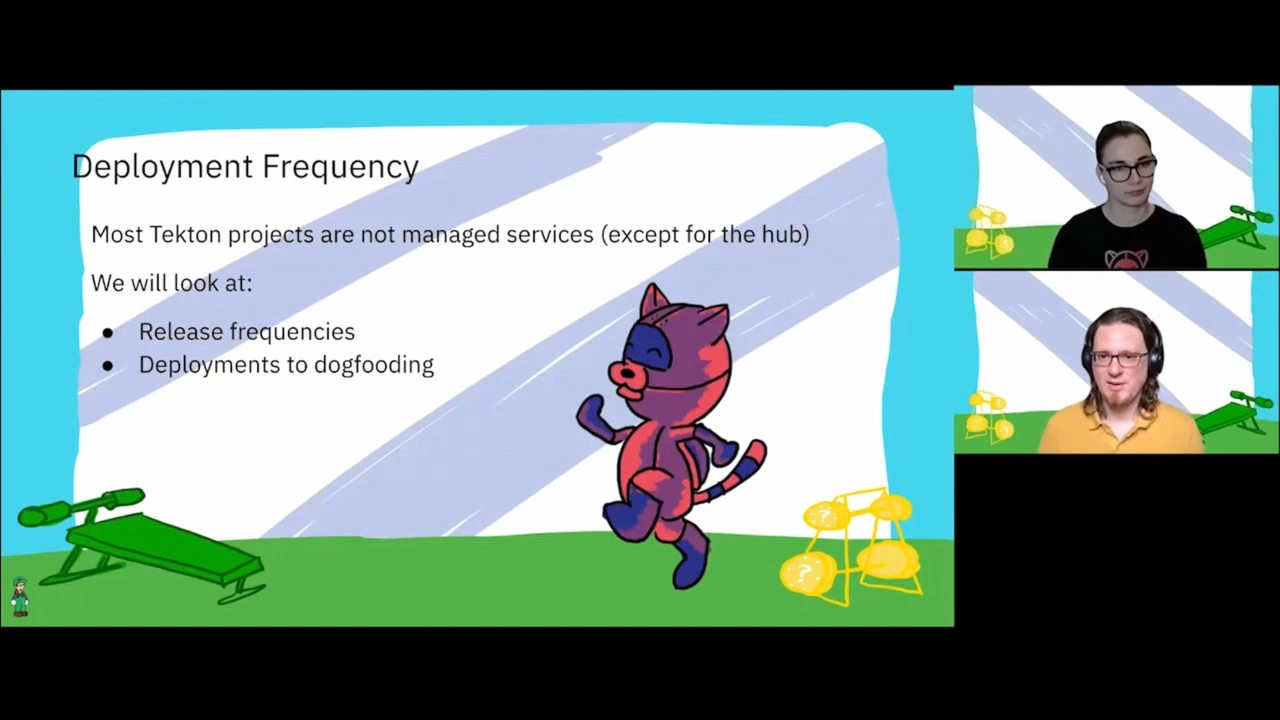 Deployment Frequency
Most Tekton projects are not managed services (except for the hub)
We will look at:
● Release frequencies
● Deployments to dogfooding
?
?